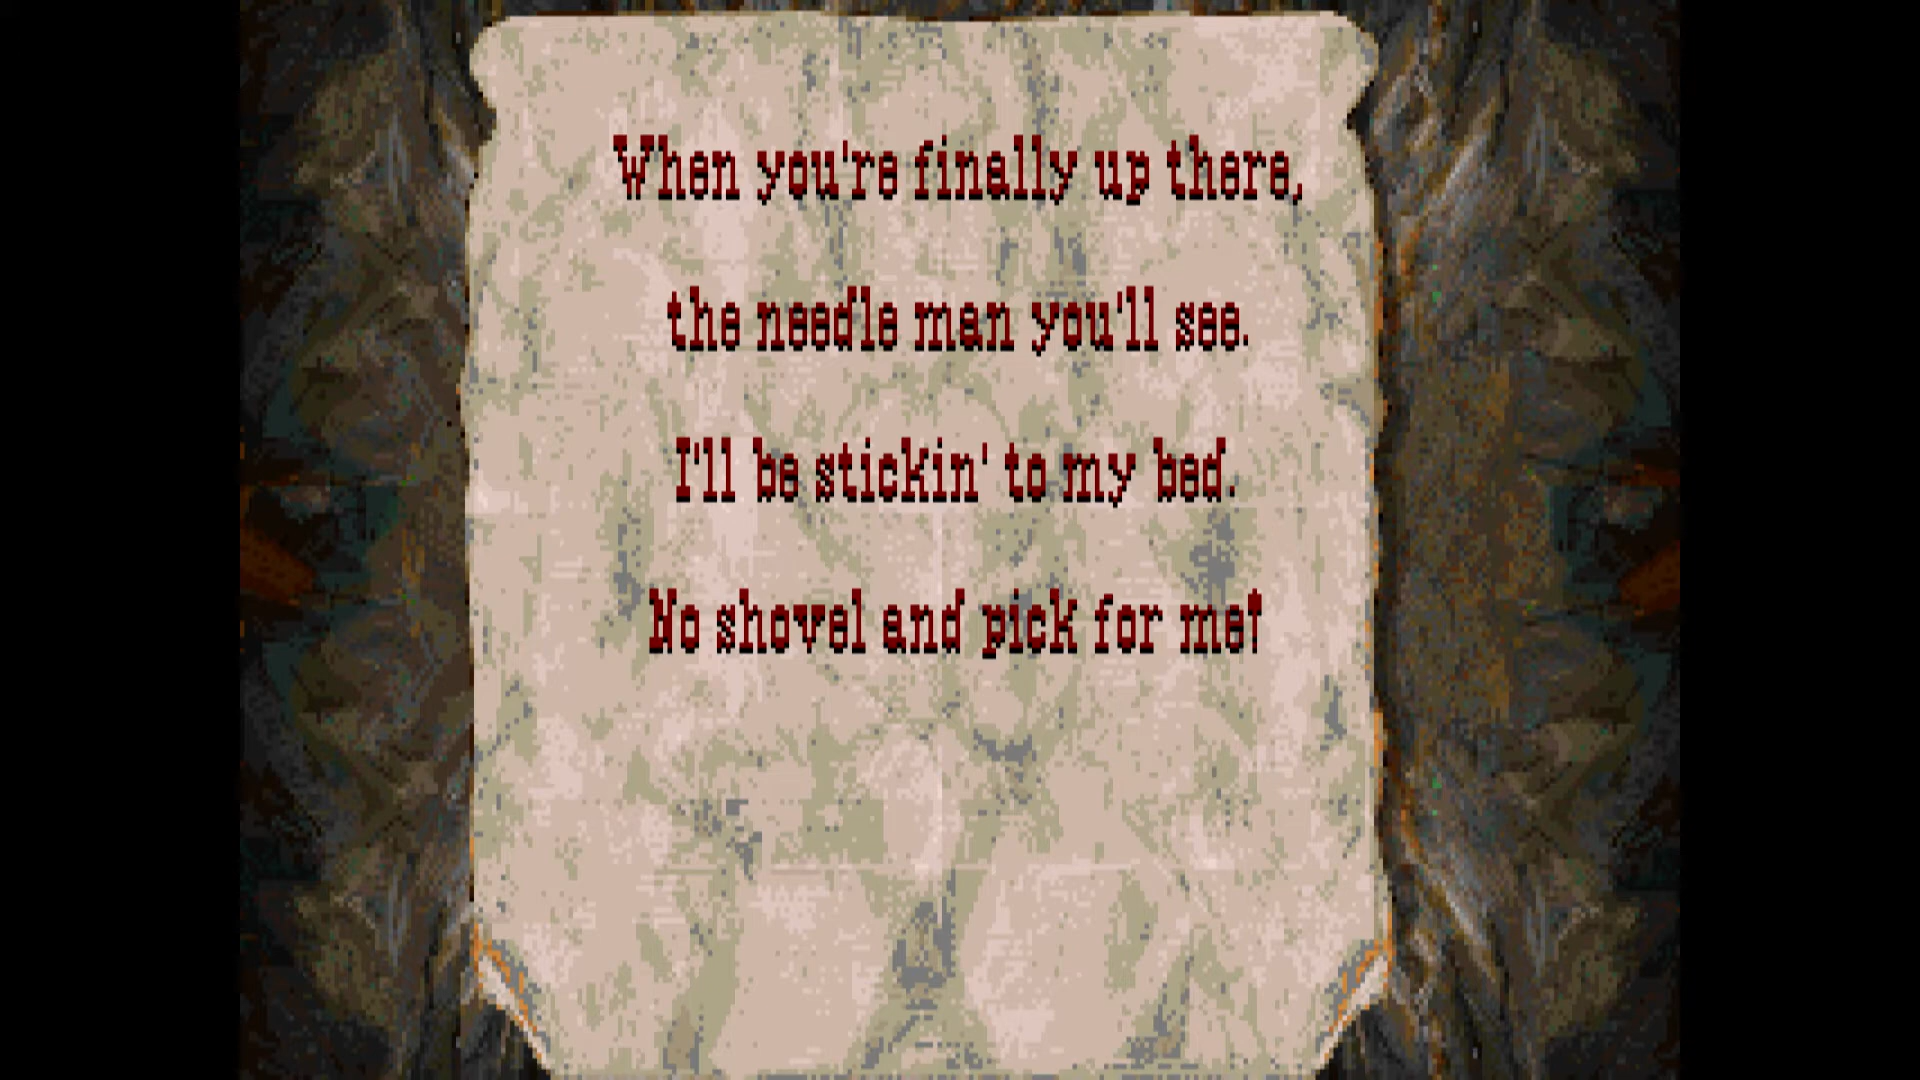 When you're finally up there,
the needle man you'll see.
I'll be stickin' to my bed.
No shovel and pick for me!